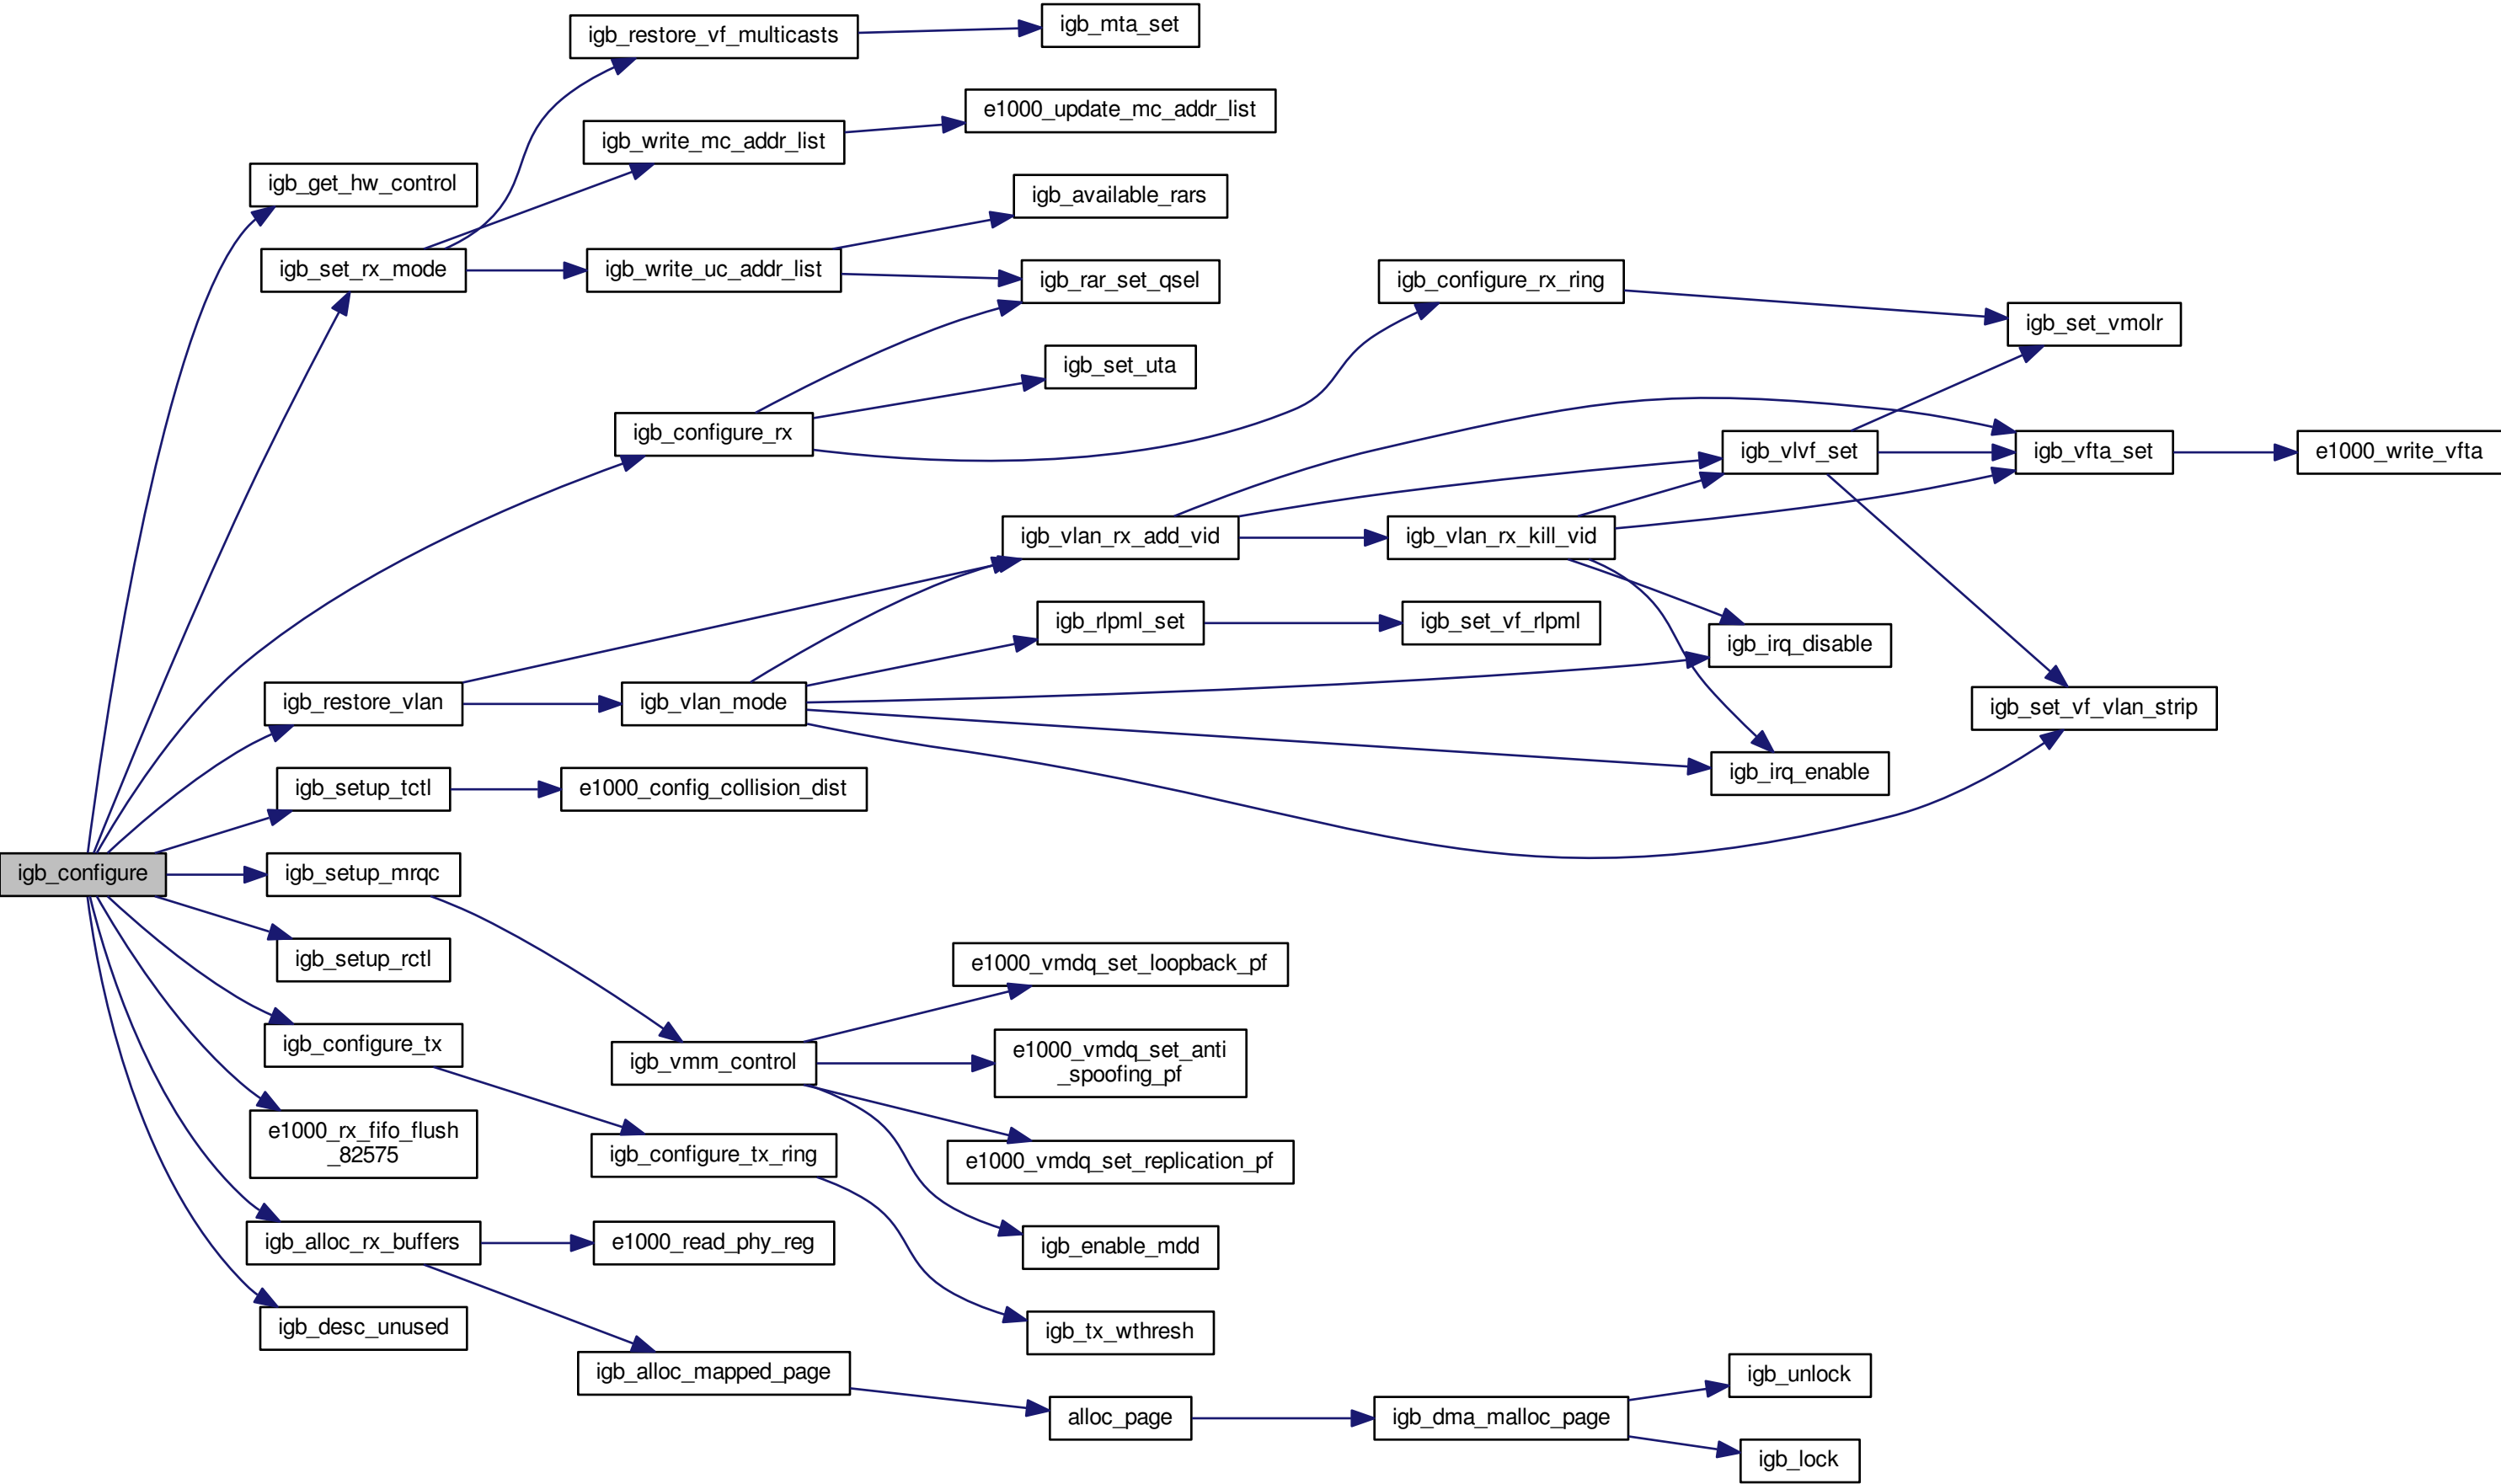 igb_restore_vf_multicasts
igb_mta_set
igb_write_mc_addr_list
e1000_update_mc_addr_list
igb_get_hw_control
igb_available_rars
igb_set_rx_mode
igb_write_uc_addr_list
igb_rar_set_qsel
igb_configure_rx_ring
igb_set_vmolr
igb_set_uta
igb_configure_rx
igb_vlvf_set
igb_vfta_set
e1000_write_vfta
igb_vlan_rx_add_vid
igb_vlan_rx_kill_vid
igb_rlpml_set
igb_set_vf_rlpml
igb_irq_disable
igb_restore_vlan
igb_vlan_mode
igb_set_vf_vlan_strip
igb_irq_enable
igb_setup_tctl
e1000_config_collision_dist
igb_configure
igb_setup_mrqc
igb_setup_rctl
e1000_vmdq_set_loopback_pf
igb_configure_tx
igb_vmm_control
e1000_vmdq_set_anti
_spoofing_pf
e1000_rx_fifo_flush
_82575
igb_configure_tx_ring
e1000_vmdq_set_replication_pf
igb_alloc_rx_buffers
e1000_read_phy_reg
igb_enable_mdd
igb_desc_unused
igb_tx_wthresh
igb_alloc_mapped_page
igb_unlock
alloc_page
igb_dma_malloc_page
igb_lock